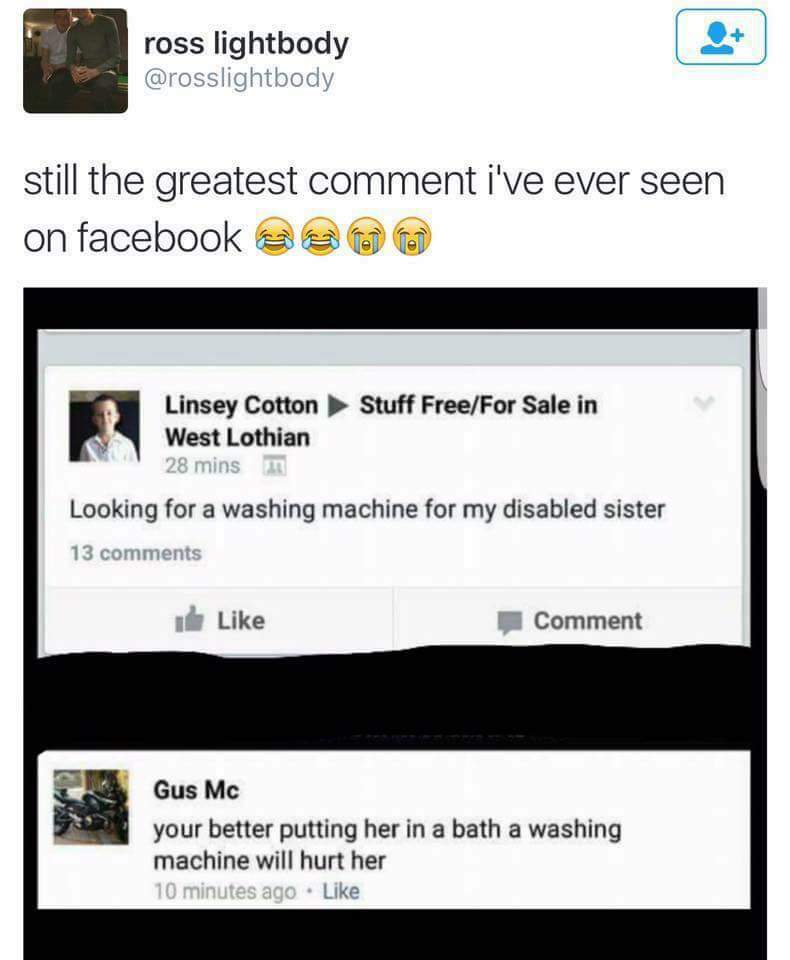 ross lightbody
@rosslightbody
still the greatest comment i've ever seen
on facebook 😂😂😭😭
Linsey Cotton ▶ Stuff Free/For Sale in
West Lothian
28 mins
Looking for a washing machine for my disabled sister
13 comments
Like
Comment
Gus Mc
your better putting her in a bath a washing
machine will hurt her
10 minutes ago · Like